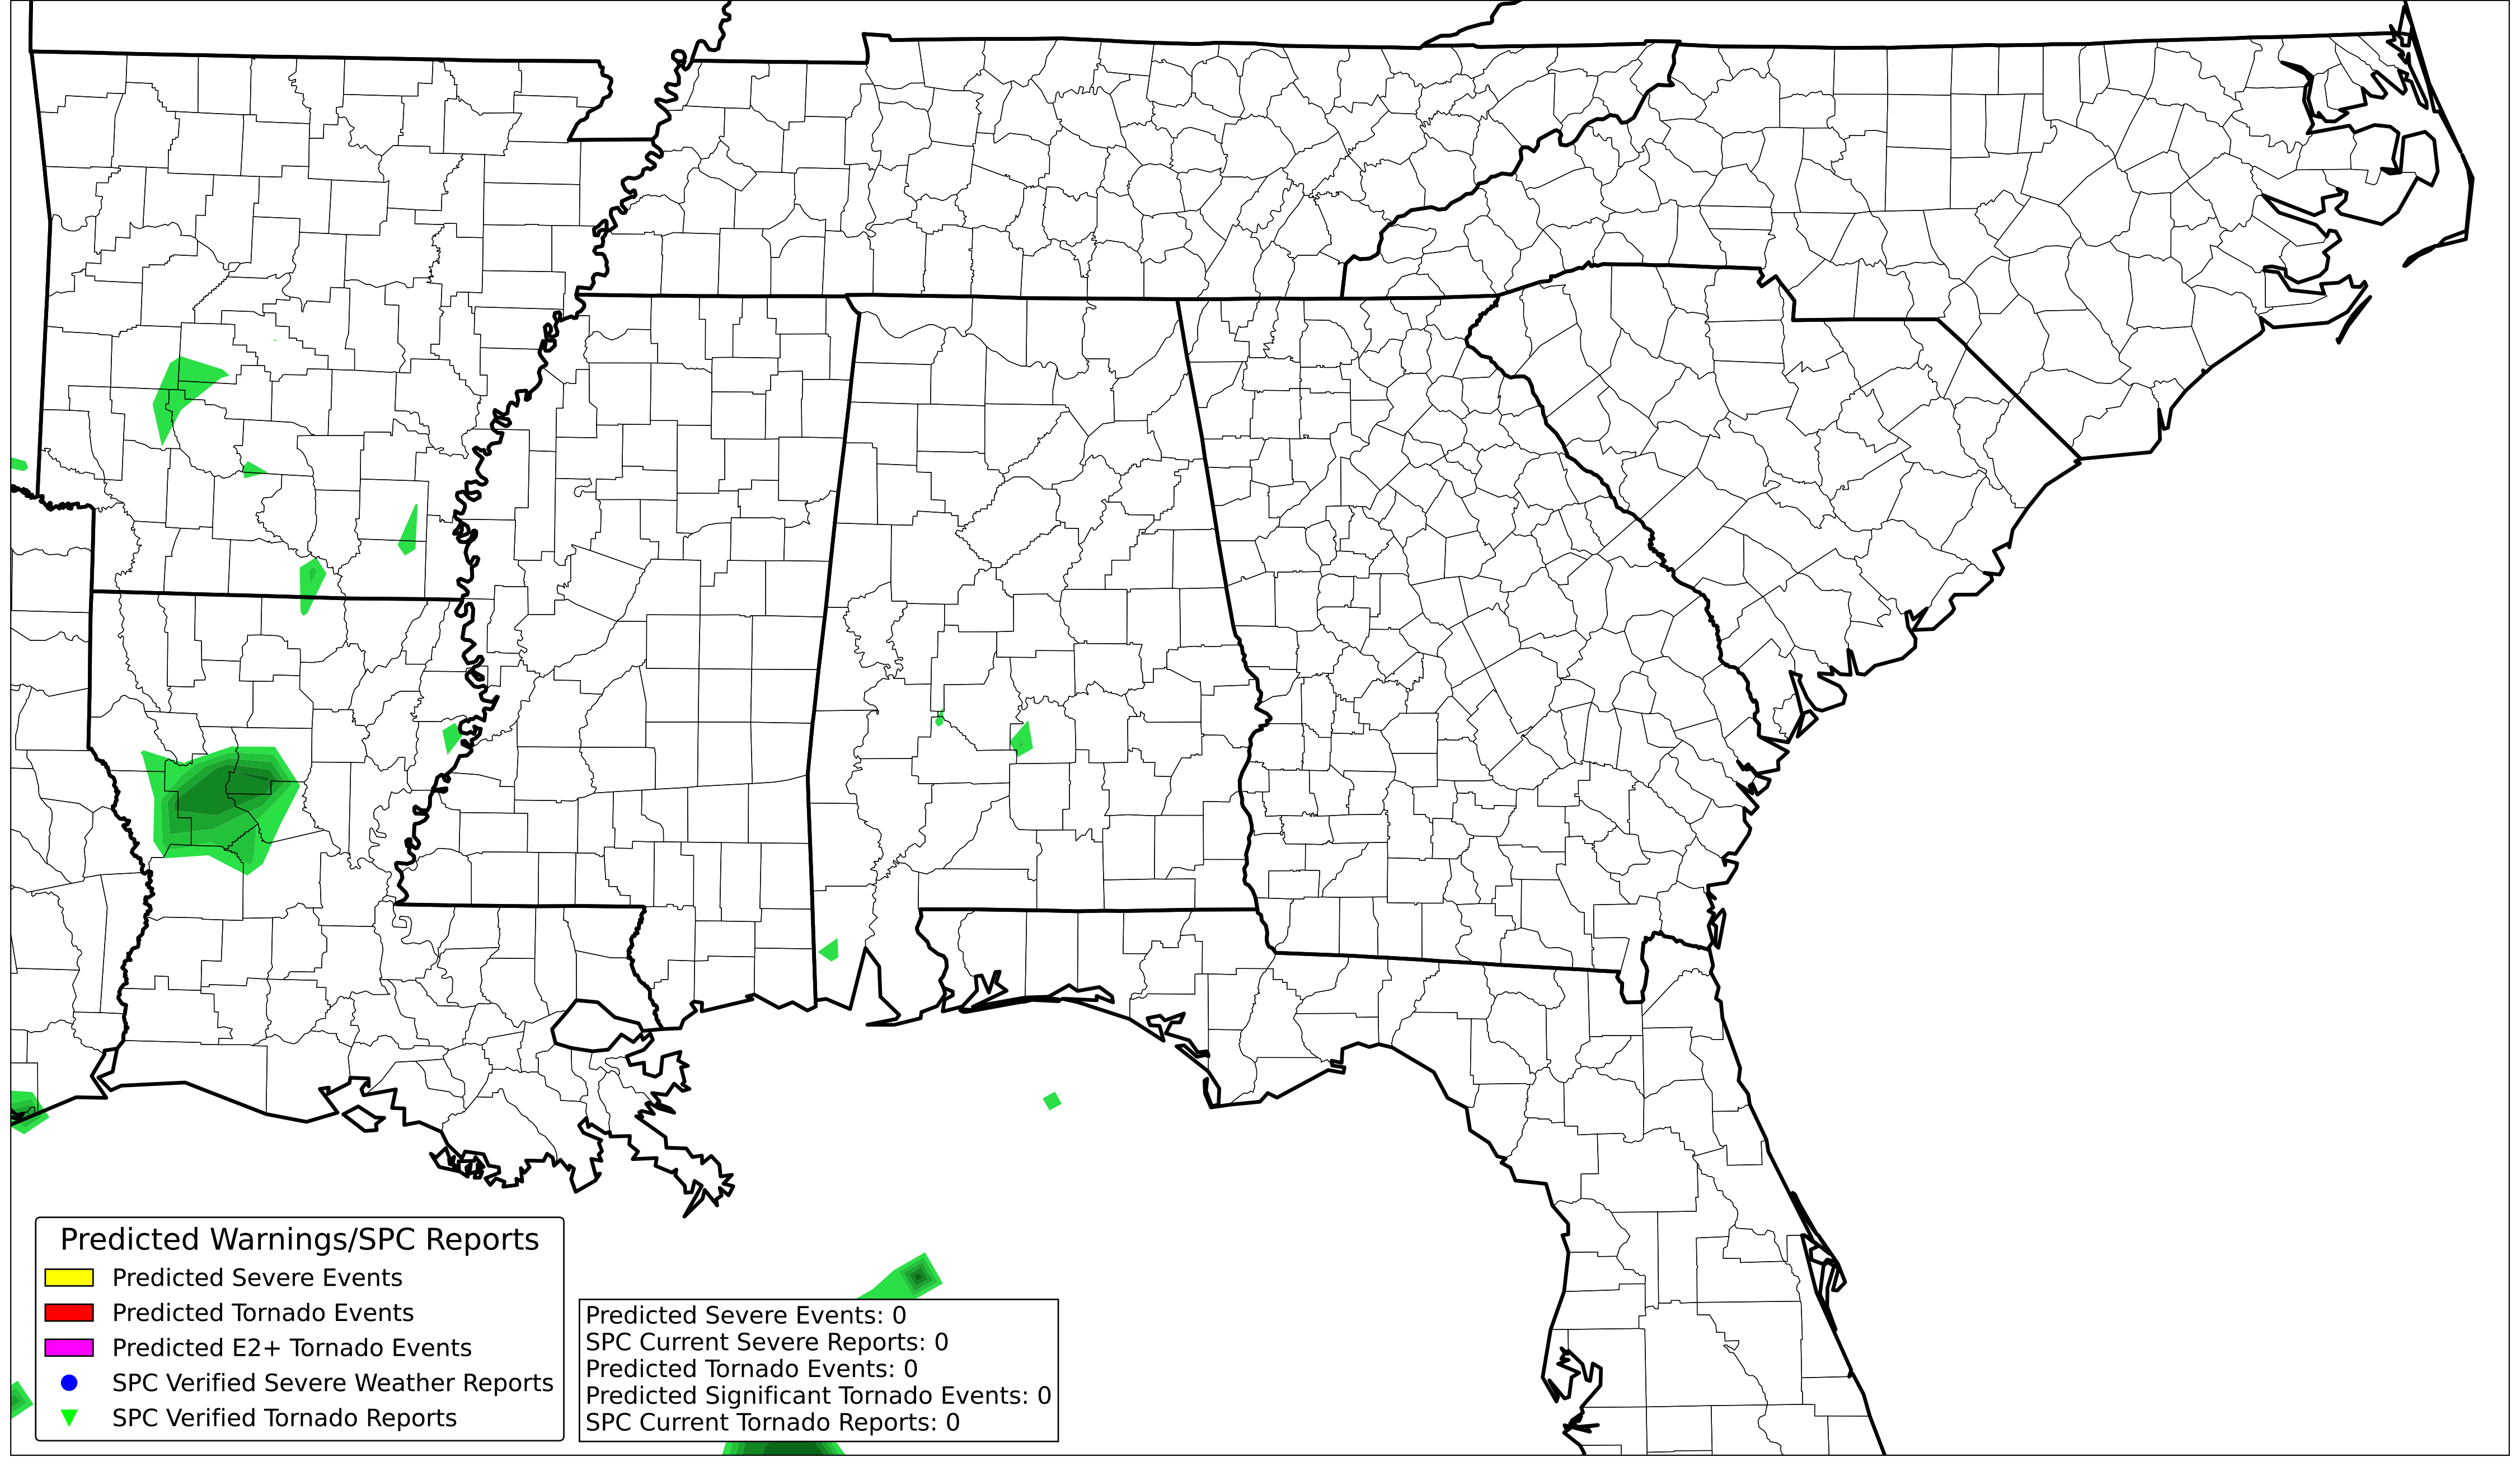 Predicted Warnings/SPC Reports
Predicted Severe Events
Predicted Tornado Events
Predicted E2+ Tornado Events
SPC Verified Severe Weather Reports
SPC Verified Tornado Reports
Predicted Severe Events: 0
SPC Current Severe Reports: 0
Predicted Tornado Events: 0
Predicted Significant Tornado Events: 0
SPC Current Tornado Reports: 0